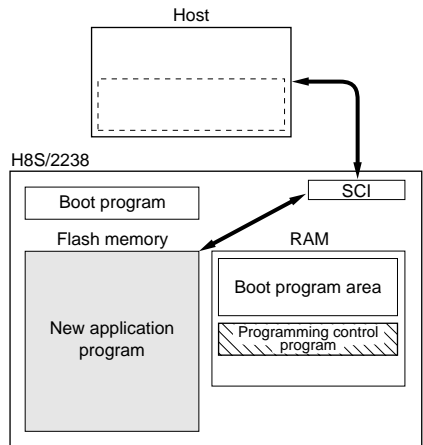 Host
H8S/2238
SCI
Boot program
Flash memory
RAM
Boot program area
New application
program
Programming control
program